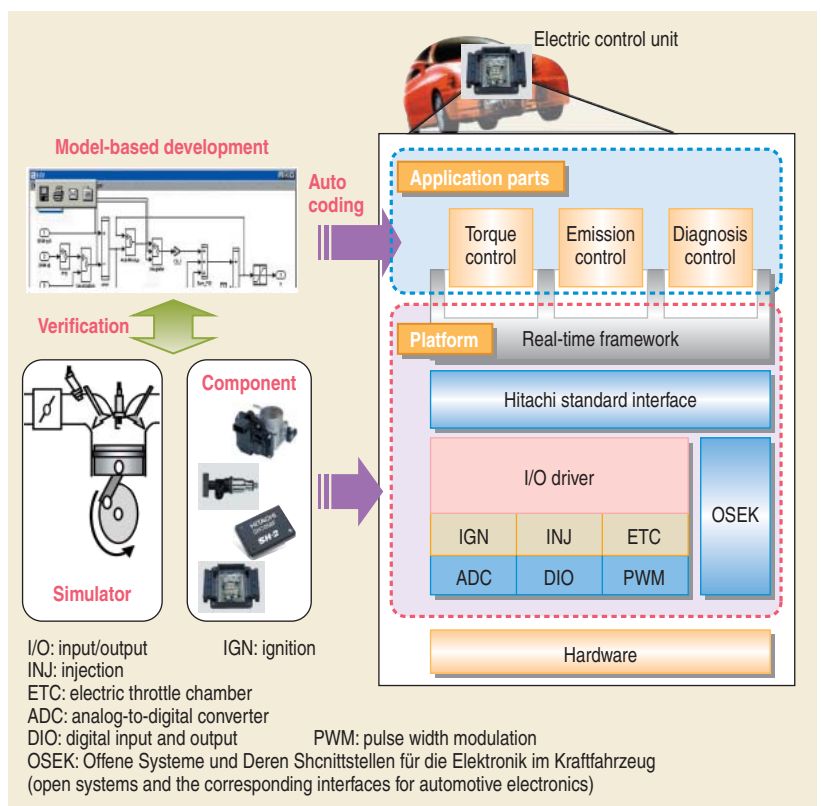 Electric control unit
Model-based development
Auto
coding
Application parts
Torque
control
Emission
control
Diagnosis
control
Verification
Platform
Real-time framework
Component
Hitachi standard interface
I/O driver
OSEK
IGN INJ ETC
ADC DIO PWM
HITACHI
SH-2
Simulator
Hardware
I/O: input/output IGN: ignition
INJ: injection
ETC: electric throttle chamber
ADC: analog-to-digital converter
DIO: digital input and output PWM: pulse width modulation
OSEK: Offene Systeme und Deren Shcnittstellen für die Elektronik im Kraftfahrzeug
(open systems and the corresponding interfaces for automotive electronics)